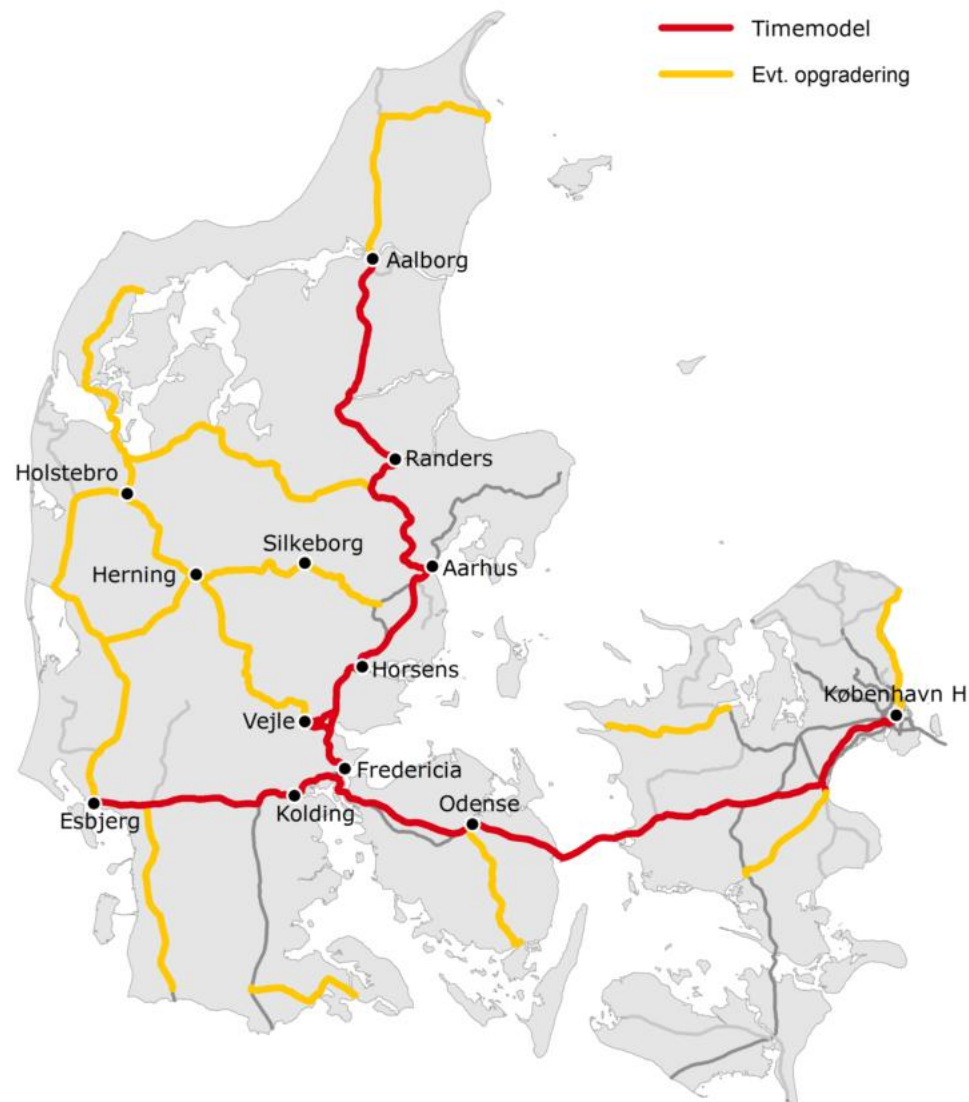 Timemodel
Evt. opgradering
Aalborg
Randers
Holstebro
Silkeborg
Herning
Aarhus
Horsens
København H
Vejle
Fredericia
Kolding
Odense
Esbjerg